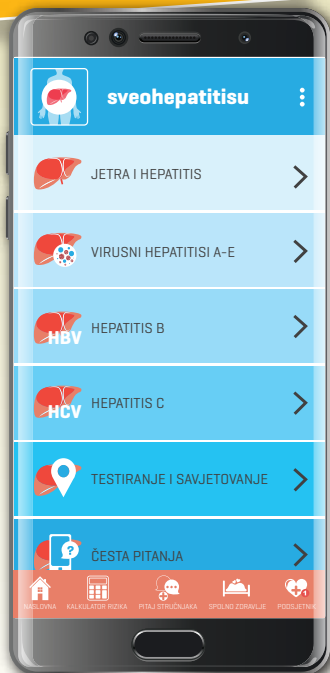 sveohepatitisu
JETRA I HEPATITIS
VIRUSNI HEPATITISI A-E
HBV
HEPATITIS B
HCV
HEPATITIS C
TESTIRANJE I SAVJETOVANJE
?
ČESTA PITANJA
NASLOVNA KALKULATOR RIZIKA PITAJ STRUČNJAKA SPOLNO ZDRAVLJE PODSJETNIK